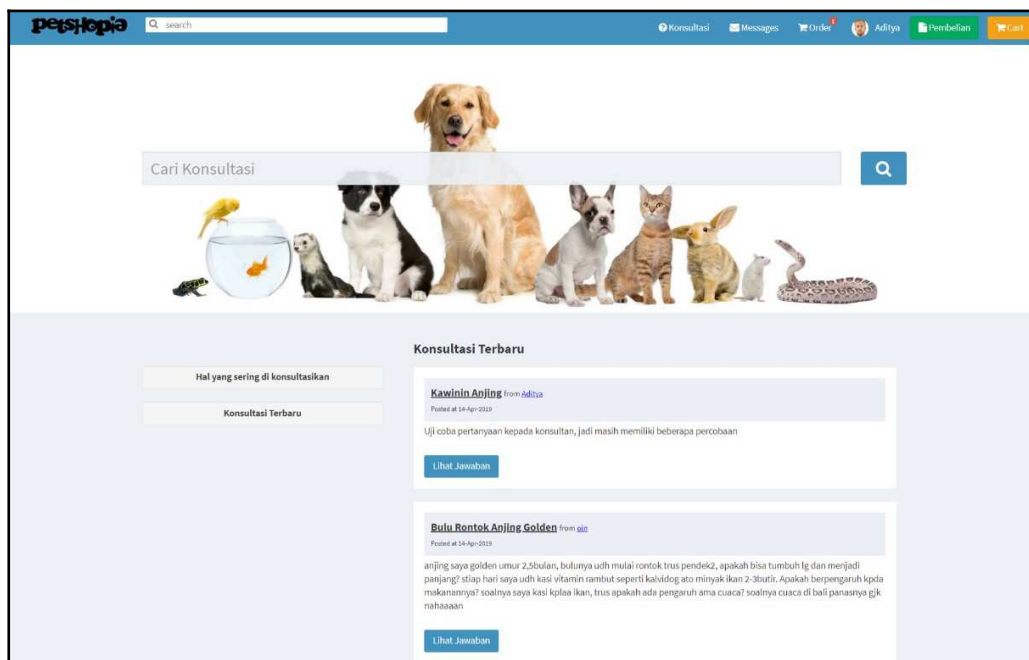 petshopia
search
Konsultasi
Messages
Order
Aditya
Pembelian
Cart
Cari Konsultasi
Konsultasi Terbaru
Hal yang sering di konsultasikan
Konsultasi Terbaru
Kawinin Anjing from Aditya
Posted at 14-Apr-2019
Uji coba pertanyaan kepada konsultan, jadi masih memiliki beberapa percobaan
Lihat Jawaban
Bulu Rontok Anjing Golden from
Posted at 14-Apr-2019
anjing saya golden umur 2,5bulan, bulunya udh mulai rontok trus pendek2, apakah bisa tumbuh lg dan menjadi
panjang? stiap hari saya udh kasi vitamin rambut seperti kalvidog ato minyak ikan 2-3butir. Apakah berpengaruh kpda
makanannya? soalnya saya kasi kplaa ikan, trus apakah ada pengaruh ama cuaca? soalnya cuaca di bali panasnya gjk
nahaaaan
Lihat Jawaban